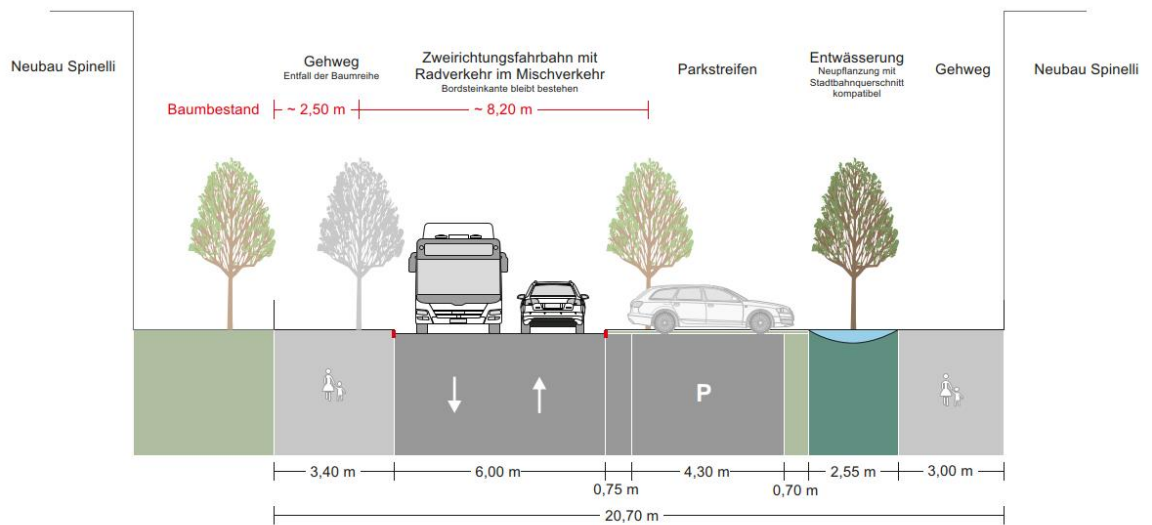 Neubau Spinelli
Gehweg
Entfall der Baumreihe
Zweirichtungsfahrbahn mit
Radverkehr im Mischverkehr
Bordsteinkante bleibt bestehen
Parkstreifen
Entwässerung
Neupflanzung mit
Stadtbahnquerschnitt
kompatibel
Gehweg
Neubau Spinelli
Baumbestand
~ 2,50 m
~ 8,20 m
P
3,40 m
6,00 m
0,75 m
4,30 m
0,70 m
2,55 m
3,00 m
20,70 m